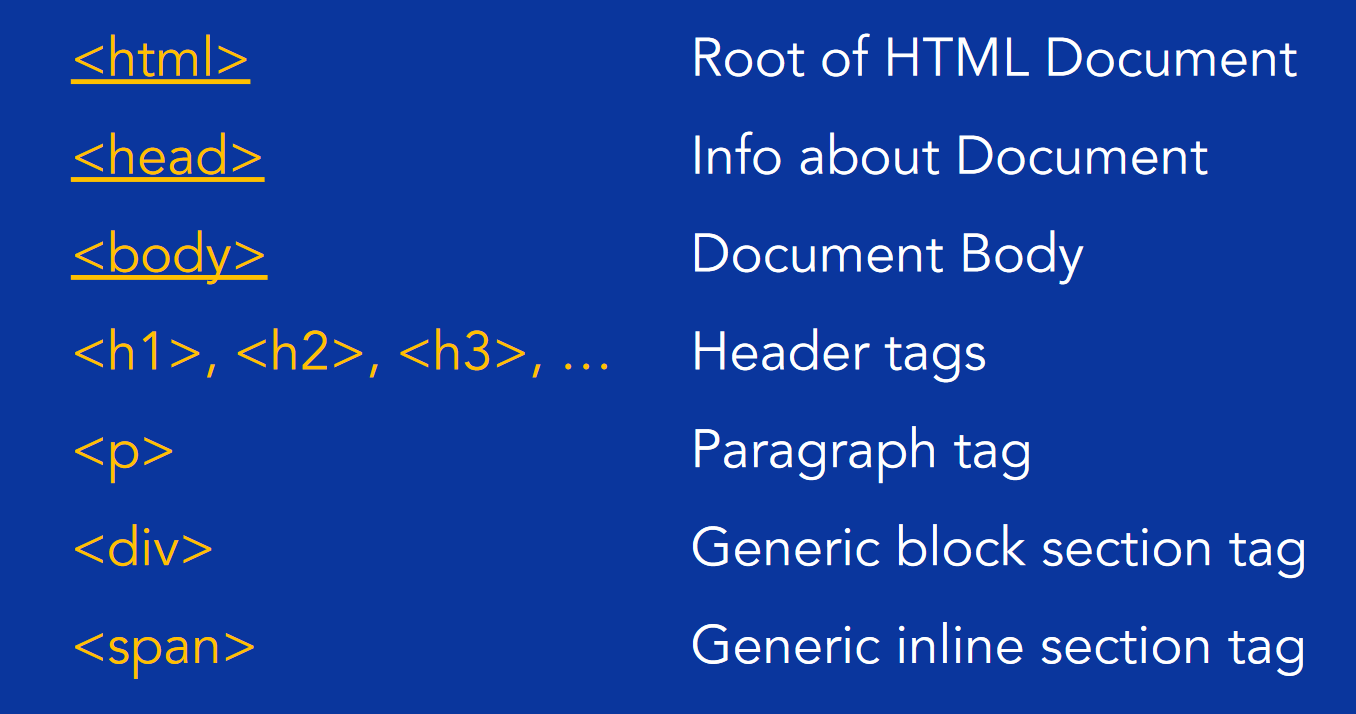 <html> Root of HTML Document
<head> Info about Document
<body> Document Body
<h1>, <h2>, <h3>, … Header tags
<p> Paragraph tag
<div> Generic block section tag
<span> Generic inline section tag